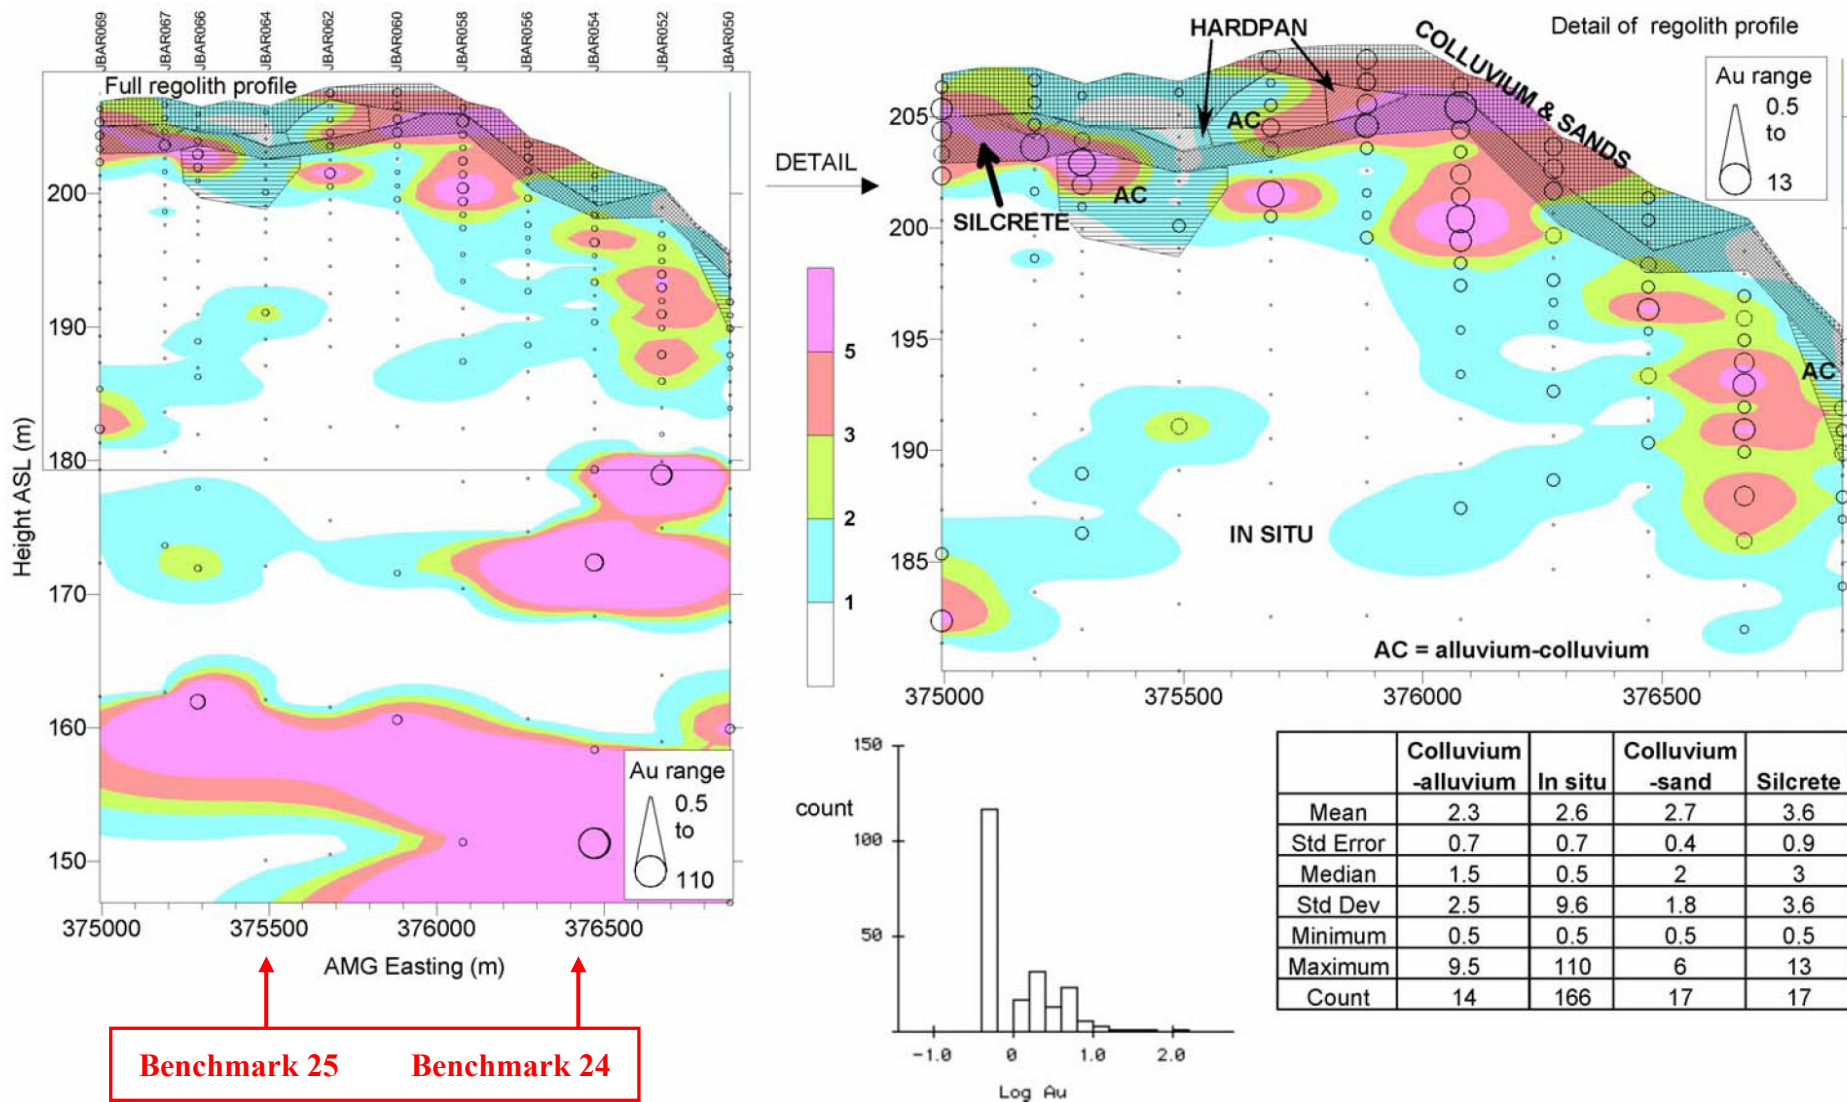 JBAR069
JBAR067
JBAR066
JBAR064
JBAR062
JBAR060
JBAR058
JBAR056
JBAR054
JBAR052
JBAR050
Full regolith profile
200
190
180
170
160
150
Height ASL (m)
375000
375500
376000
376500
AMG Easting (m)
Au range
0.5
to
110
Benchmark 25 Benchmark 24
DETAIL
5
3
2
1
Detail of regolith profile
HARDPAN
COLLUVIUM & SANDS
Au range
0.5
to
13
AC
SILCRETE
AC
AC
IN SITU
AC = alluvium-colluvium
205
200
195
190
185
375000
375500
376000
376500
150
100
50
count
-1.0 0 1.0 2.0
Log Au
Colluvium -alluvium In situ Colluvium -sand Silcrete
Mean 2.3 2.6 2.7 3.6
Std Error 0.7 0.7 0.4 0.9
Median 1.5 0.5 2 3
Std Dev 2.5 9.6 1.8 3.6
Minimum 0.5 0.5 0.5 0.5
Maximum 9.5 110 6 13
Count 14 166 17 17